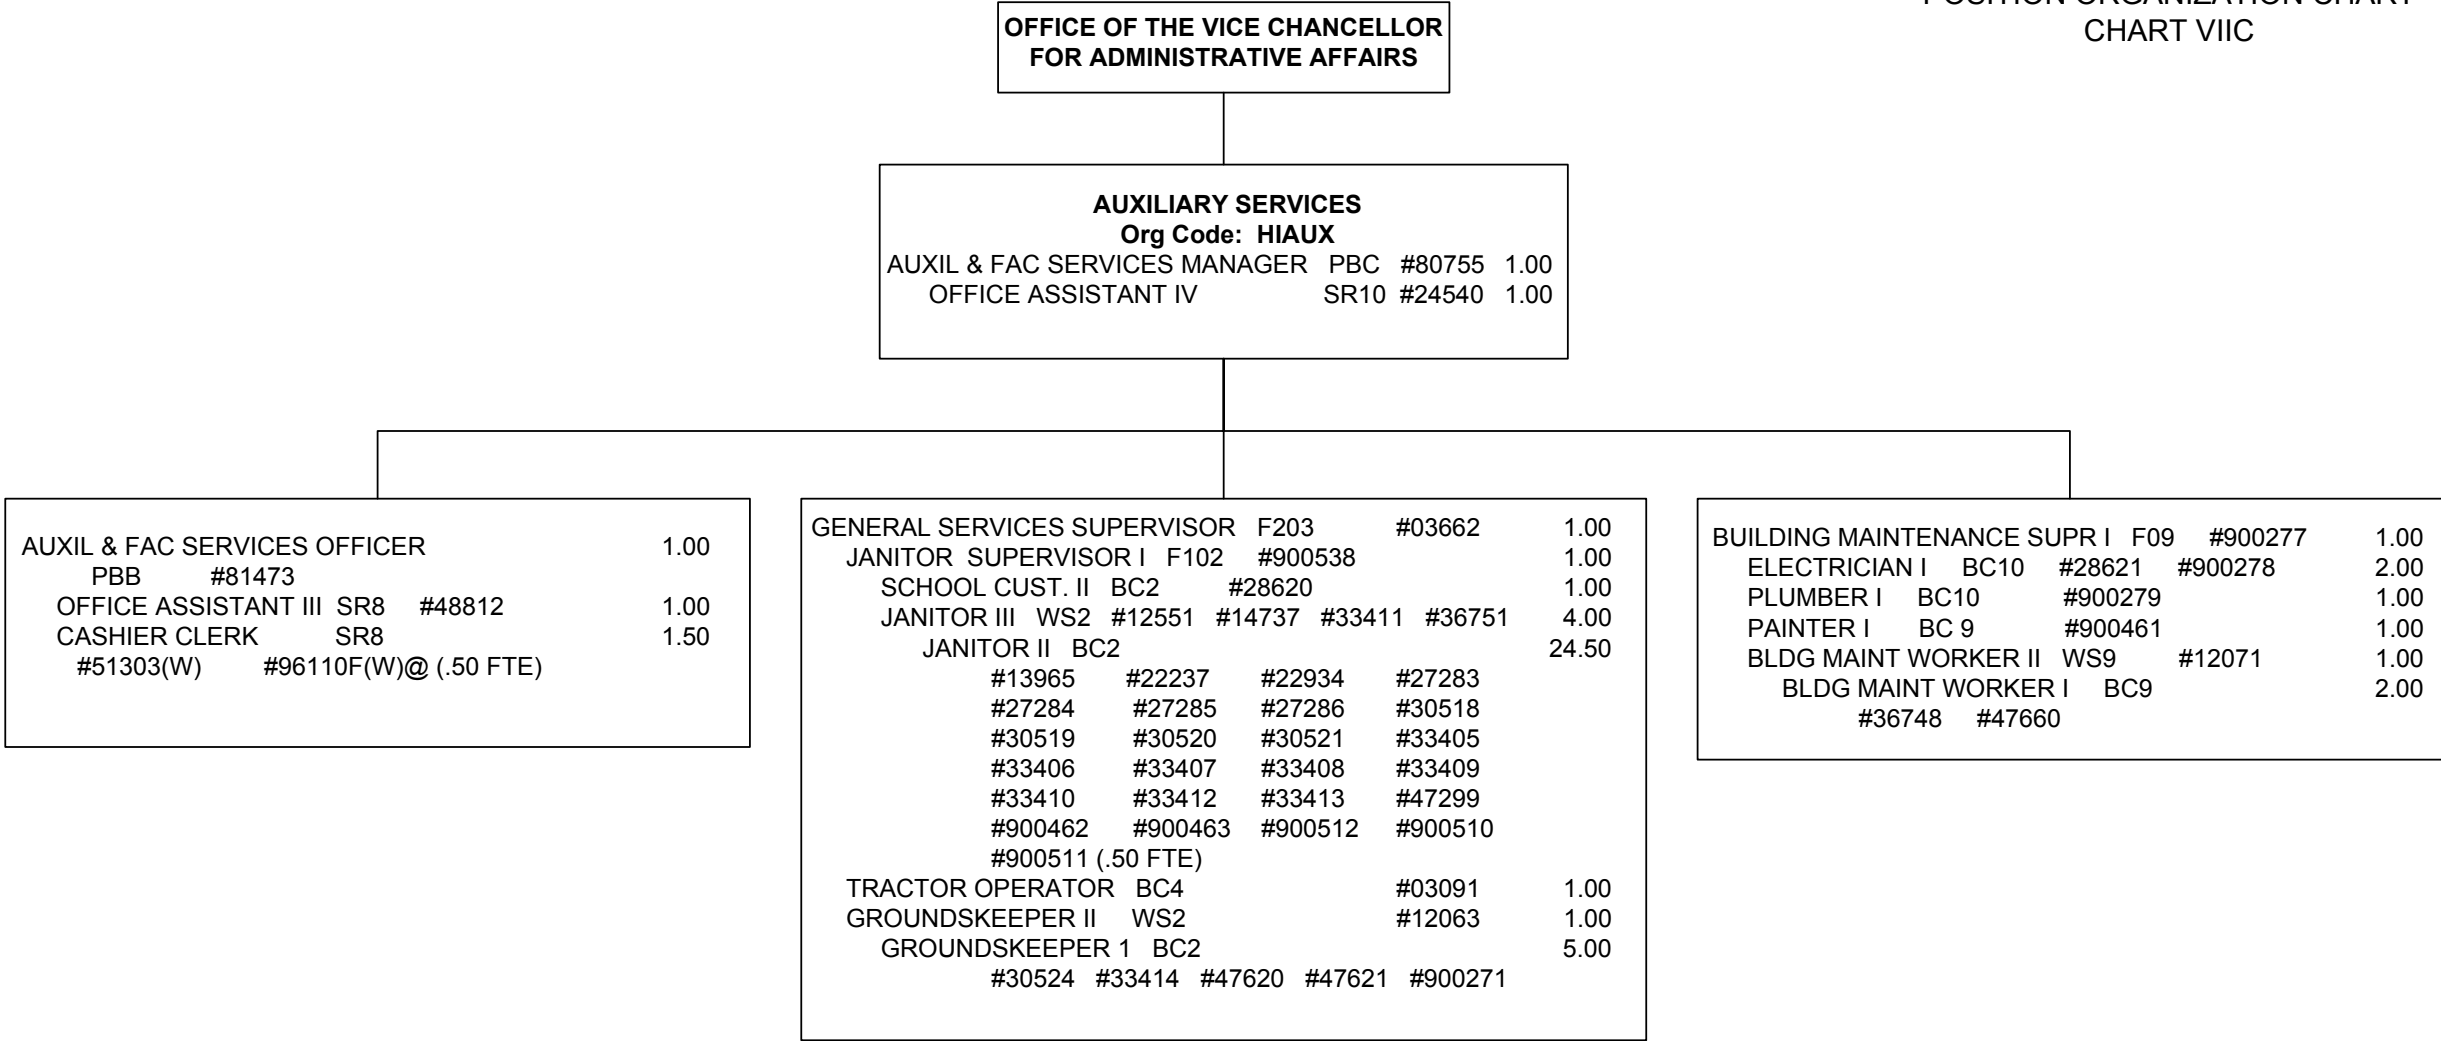 POSITION ORGANIZATION CHART
CHART VIIC
OFFICE OF THE VICE CHANCELLOR
FOR ADMINISTRATIVE AFFAIRS
AUXILIARY SERVICES
Org Code: HIAUX
AUXIL & FAC SERVICES MANAGER PBC #80755 1.00
OFFICE ASSISTANT IV SR10 #24540 1.00
AUXIL & FAC SERVICES OFFICER 1.00
PBB #81473
OFFICE ASSISTANT III SR8 #48812 1.00
CASHIER CLERK SR8 1.50
#51303(W) #96110F(W)@ (.50 FTE)
GENERAL SERVICES SUPERVISOR F203 #03662 1.00
JANITOR SUPERVISOR I F102 #900538 1.00
SCHOOL CUST. II BC2 #28620 1.00
JANITOR III WS2 #12551 #14737 #33411 #36751 4.00
JANITOR II BC2 24.50
#13965 #22237 #22934 #27283
#27284 #27285 #27286 #30518
#30519 #30520 #30521 #33405
#33406 #33407 #33408 #33409
#33410 #33412 #33413 #47299
#900462 #900463 #900512 #900510
#900511 (.50 FTE)
TRACTOR OPERATOR BC4 #03091 1.00
GROUNDSKEEPER II WS2 #12063 1.00
GROUNDSKEEPER 1 BC2 5.00
#30524 #33414 #47620 #47621 #900271
BUILDING MAINTENANCE SUPR I F09 #900277 1.00
ELECTRICIAN I BC10 #28621 #900278 2.00
PLUMBER I BC10 #900279 1.00
PAINTER I BC 9 #900461 1.00
BLDG MAINT WORKER II WS9 #12071 1.00
BLDG MAINT WORKER I BC9 2.00
#36748 #47660